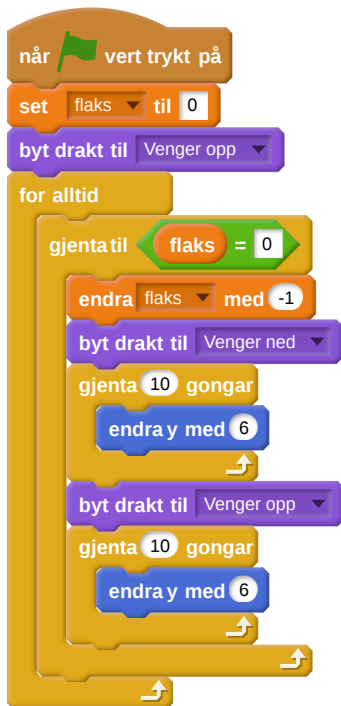 når vert trykt på
set flaks til 0
byt drakt til Venger opp
for alltid
gjenta til flaks = 0
endra flaks med -1
byt drakt til Venger ned
gjenta 10 gongar
endra y med 6
byt drakt til Venger opp
gjenta 10 gongar
endra y med 6